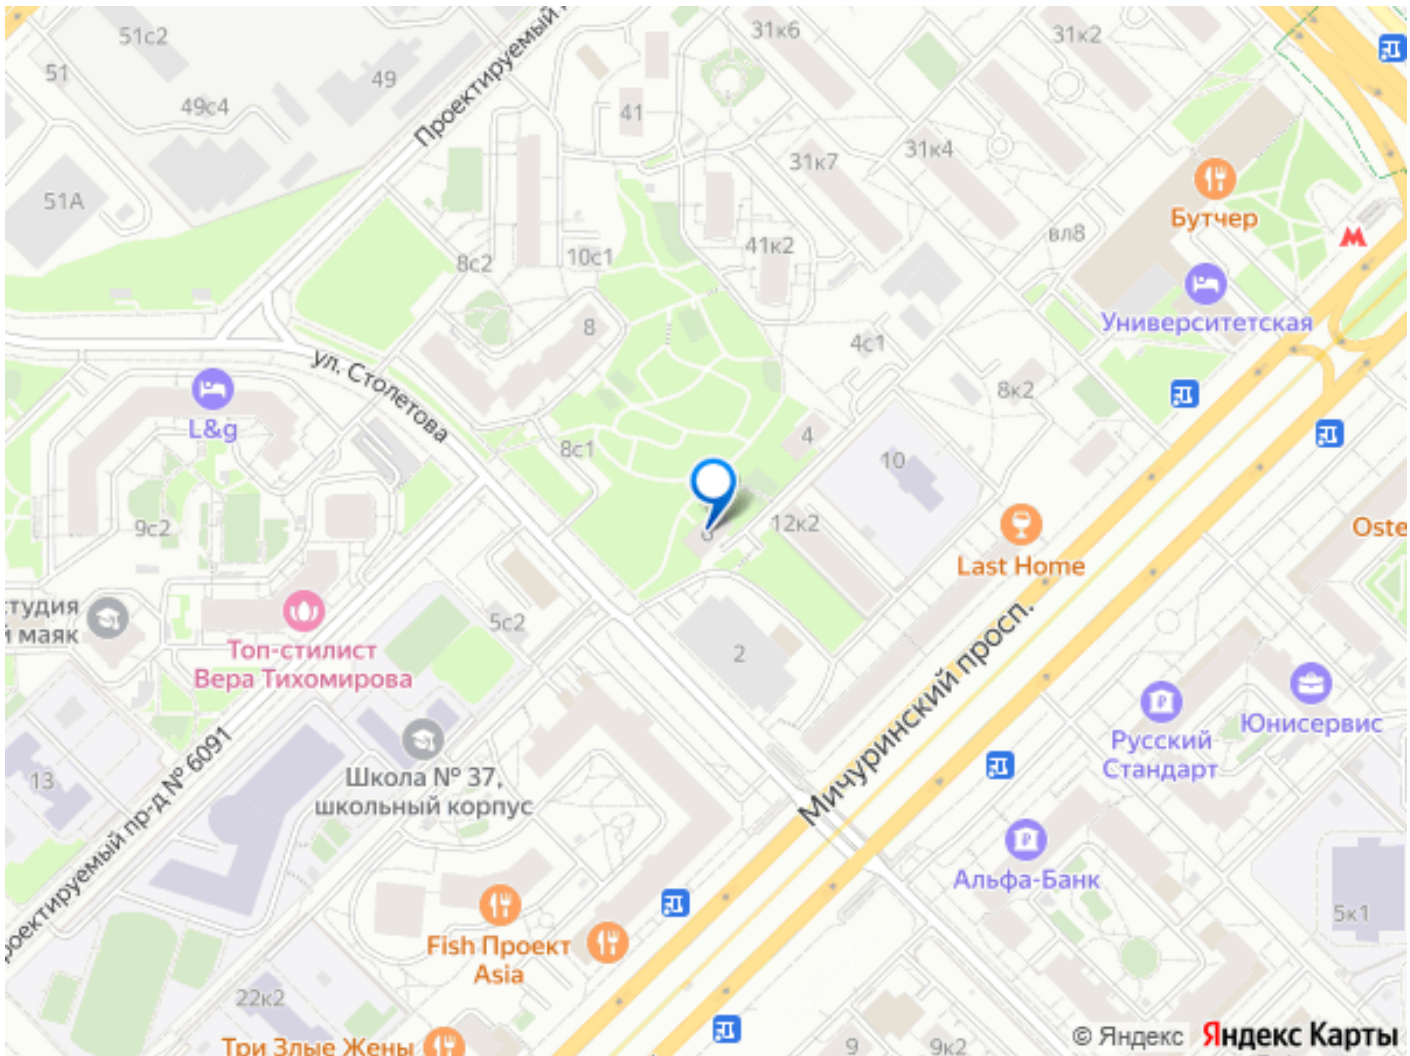 51с2
31к6
31к2
51
49
49с4
41
Проектируемый
31к7
31к4
51А
Бутчер
вл8
8с2
10с1
41к2
Университетская
8
4с1
ул. Столетова
8к2
L&g
4
8с1
10
9с2
12к2
6
Last Home
Oste
тудия
й маяк
5с2
Топ-стилист
Вера Тихомирова
2
Мичуринский просп.
Юнисервис
Русский
Стандарт
13
Школа № 37,
школьный корпус
роектируемый пр-д № 6091
Альфа-Банк
5к1
Fish Проект
Asia
22к2
Три Злые Жены
9
9к2
© Яндекс
Яндекс Карты